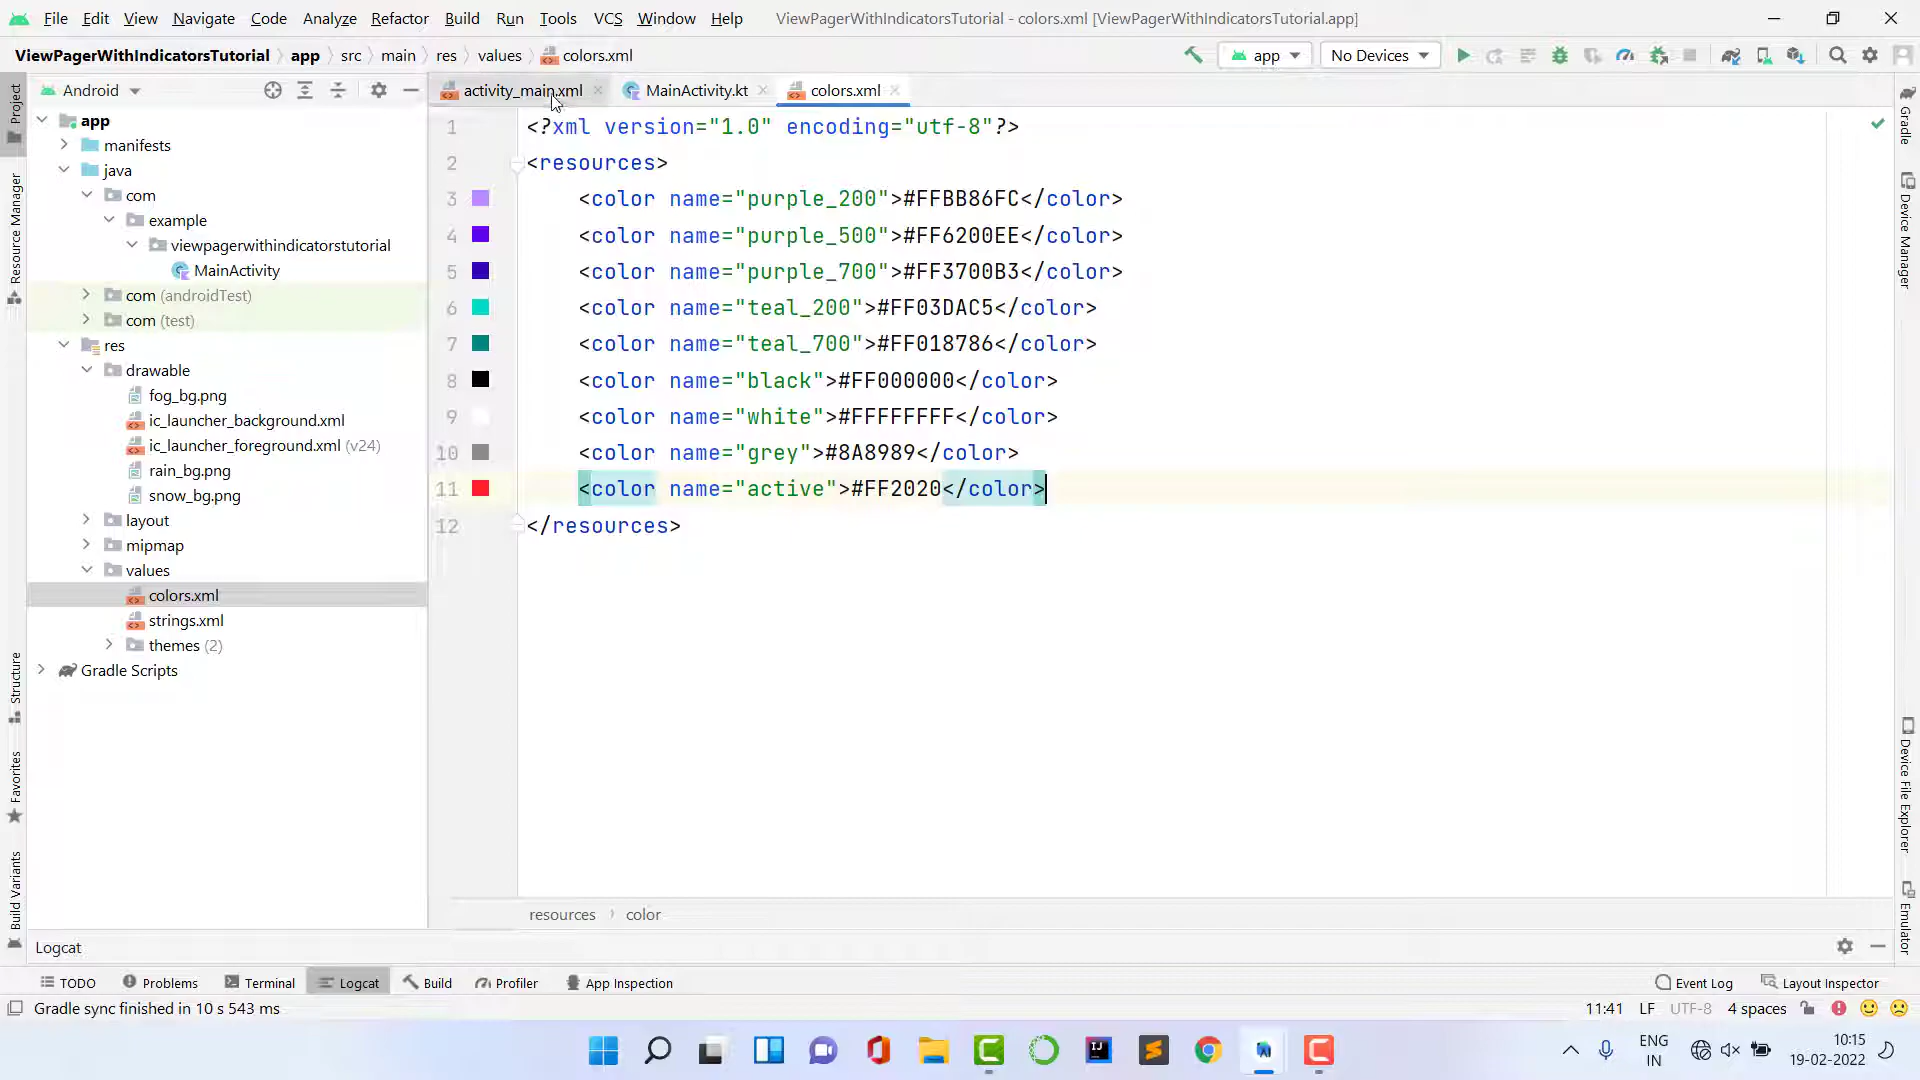 File Edit View Navigate Code Analyze Refactor Build Run Tools VCS Window Help ViewPagerWithIndicatorsTutorial - colors.xml [ViewPagerWithIndicatorsTutorial.app]
ViewPagerWithIndicatorsTutorial app src main res values colors.xml app No Devices
Project
Resource Manager
Structure
Favorites
Build Variants
Android
app
manifests
java
com
example
viewpagerwithindicatorstutorial
MainActivity
com (androidTest)
com (test)
res
drawable
fog_bg.png
ic_launcher_background.xml
ic_launcher_foreground.xml (v24)
rain_bg.png
snow_bg.png
layout
mipmap
values
colors.xml
strings.xml
themes (2)
Gradle Scripts
activity_main.xml MainActivity.kt colors.xml
1 <?xml version="1.0" encoding="utf-8"?>
2 <resources>
3 <color name="purple_200">#FFBB86FC</color>
4 <color name="purple_500">#FF6200EE</color>
5 <color name="purple_700">#FF3700B3</color>
6 <color name="teal_200">#FF03DAC5</color>
7 <color name="teal_700">#FF018786</color>
8 <color name="black">#FF000000</color>
9 <color name="white">#FFFFFFFF</color>
10 <color name="grey">#8A8989</color>
11 <color name="active">#FF2020</color>
12 </resources>
resources color
Gradle
Device Manager
Device File Explorer
Emulator
Logcat
TODO Problems Terminal Logcat Build Profiler App Inspection Event Log Layout Inspector
Gradle sync finished in 10 s 543 ms 11:41 LF UTF-8 4 spaces
ENG
IN
10:15
19-02-2022